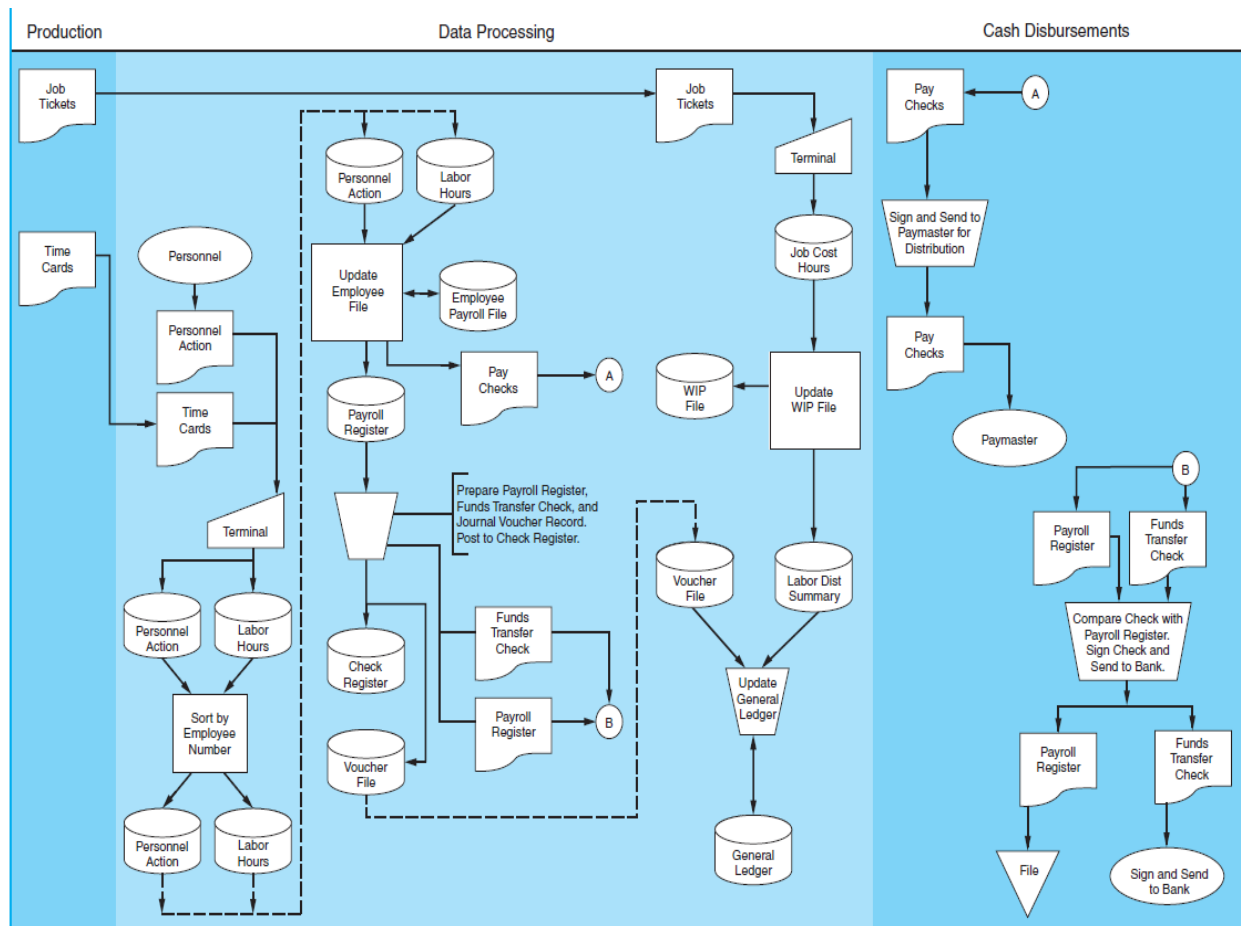 Production
Data Processing
Cash Disbursements
Job
Tickets
Time
Cards
Personnel
Personnel
Action
Time
Cards
Terminal
Personnel
Action
Labor
Hours
Sort by
Employee
Number
Personnel
Action
Labor
Hours
Personnel
Action
Labor
Hours
Update
Employee
File
Employee
Payroll File
Pay
Checks
A
Payroll
Register
Prepare Payroll Register,
Funds Transfer Check, and
Journal Voucher Record.
Post to Check Register.
Check
Register
Funds
Transfer
Check
Payroll
Register
B
Voucher
File
Job
Tickets
Terminal
Job Cost
Hours
WIP
File
Update
WIP File
Voucher
File
Labor Dist
Summary
Update
General
Ledger
General
Ledger
Pay
Checks
A
Sign and Send to
Paymaster for
Distribution
Pay
Checks
Paymaster
B
Payroll
Register
Funds
Transfer
Check
Compare Check with
Payroll Register.
Sign Check and
Send to Bank.
Payroll
Register
Funds
Transfer
Check
File
Sign and Send
to Bank